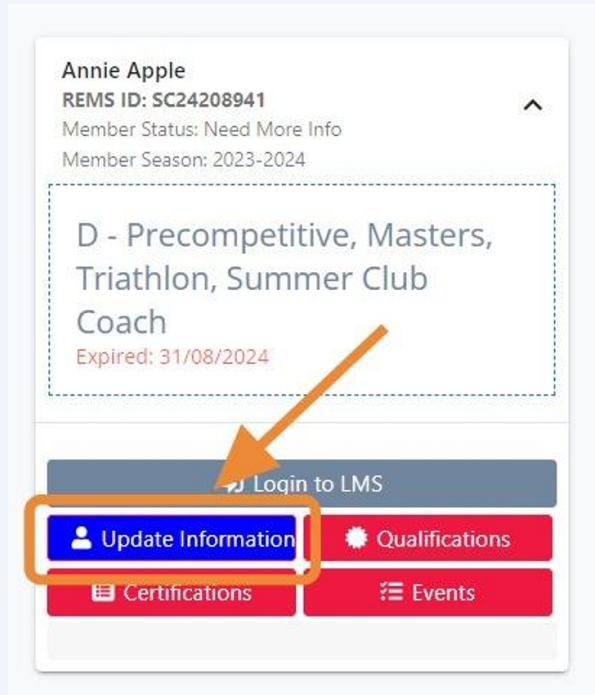 Annie Apple
REMS ID: SC24208941
Member Status: Need More Info
Member Season: 2023-2024
D - Precompetitive, Masters,
Triathlon, Summer Club
Coach
Expired: 31/08/2024
Login to LMS
Update Information
Qualifications
Certifications
Events